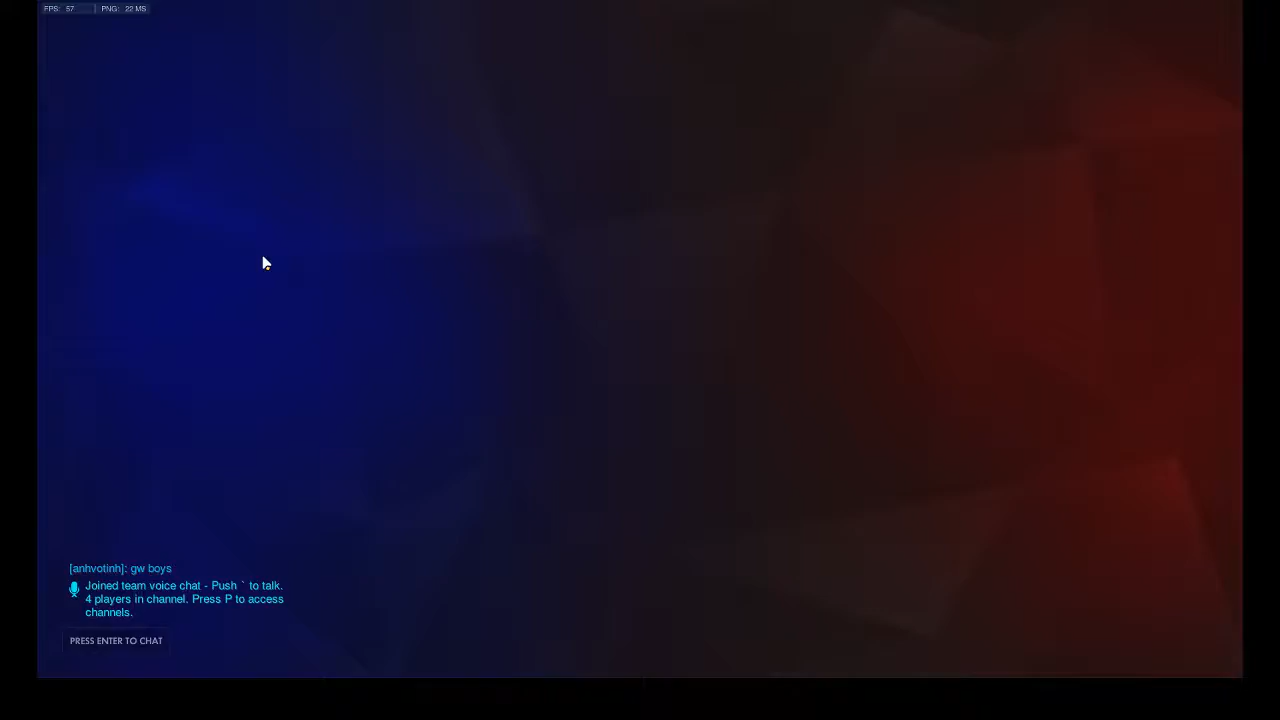 FPS: 57 | PNG: 22 MS
[anhvotinh]: gw boys
Joined team voice chat - Push ` to talk.
4 players in channel. Press P to access
channels.
PRESS ENTER TO CHAT